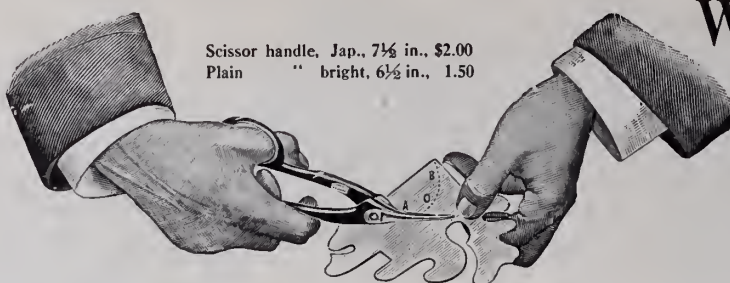 W
Scissor handle, Jap., 7½ in., $2.00
Plain " bright, 6½ in., 1.50
B
A